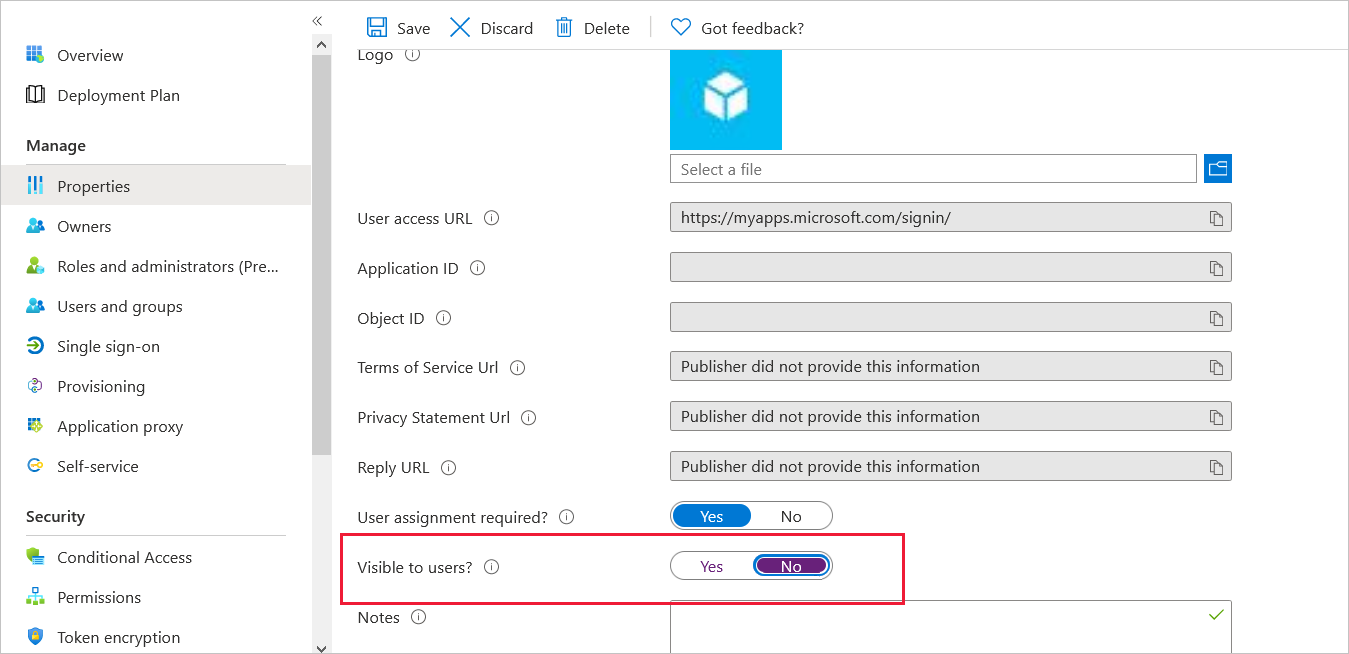 «
Overview
Deployment Plan
Manage
Properties
Owners
Roles and administrators (Pre...
Users and groups
Single sign-on
Provisioning
Application proxy
Self-service
Security
Conditional Access
Permissions
Token encryption
Save Discard Delete Got feedback?
Logo
Select a file
User access URL https://myapps.microsoft.com/signin/
Application ID
Object ID
Terms of Service Url Publisher did not provide this information
Privacy Statement Url Publisher did not provide this information
Reply URL Publisher did not provide this information
User assignment required? Yes No
Visible to users? Yes No
Notes